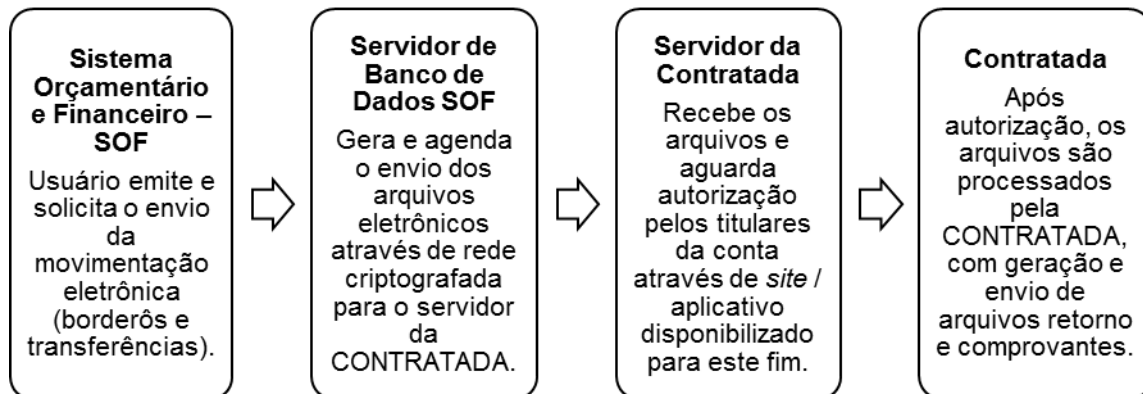 Sistema
Orçamentário
e Financeiro –
SOF
Usuário emite e
solicita o envio
da
movimentação
eletrônica
(borderôs e
transferências).
Servidor de
Banco de
Dados SOF
Gera e agenda
o envio dos
arquivos
eletrônicos
através de rede
criptografada
para o servidor
da
CONTRATADA.
Servidor da
Contratada
Recebe os
arquivos e
aguarda
autorização
pelos titulares
da conta
através de site /
aplicativo
disponibilizado
para este fim.
Contratada
Após
autorização, os
arquivos são
processados
pela
CONTRATADA,
com geração e
envio de
arquivos retorno
e comprovantes.